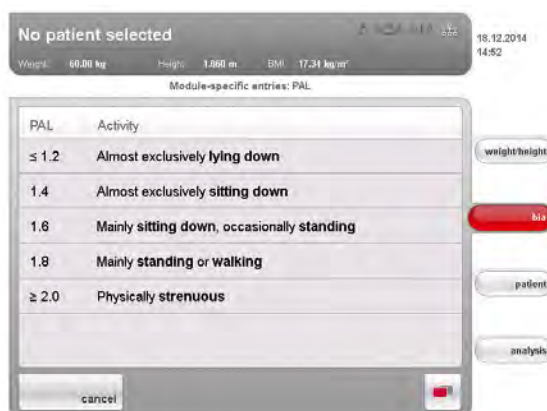 No patient selected
18.12.2014
14:52
Weight: 60.00 kg Height: 1.860 m BMI: 17.34 kg/m²
Module-specific entries: PAL
PAL Activity
≤ 1.2 Almost exclusively lying down
weight/height
1.4 Almost exclusively sitting down
1.6 Mainly sitting down, occasionally standing
bia
1.8 Mainly standing or walking
patient
≥ 2.0 Physically strenuous
analysis
cancel